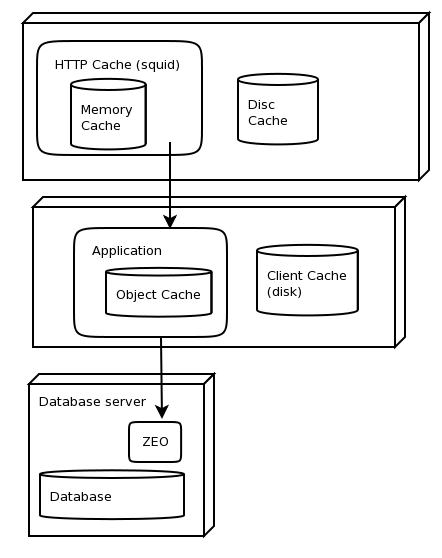 HTTP Cache (squid)
Memory
Cache
Disc
Cache
Application
Object Cache
Client Cache
(disk)
Database server
ZEO
Database